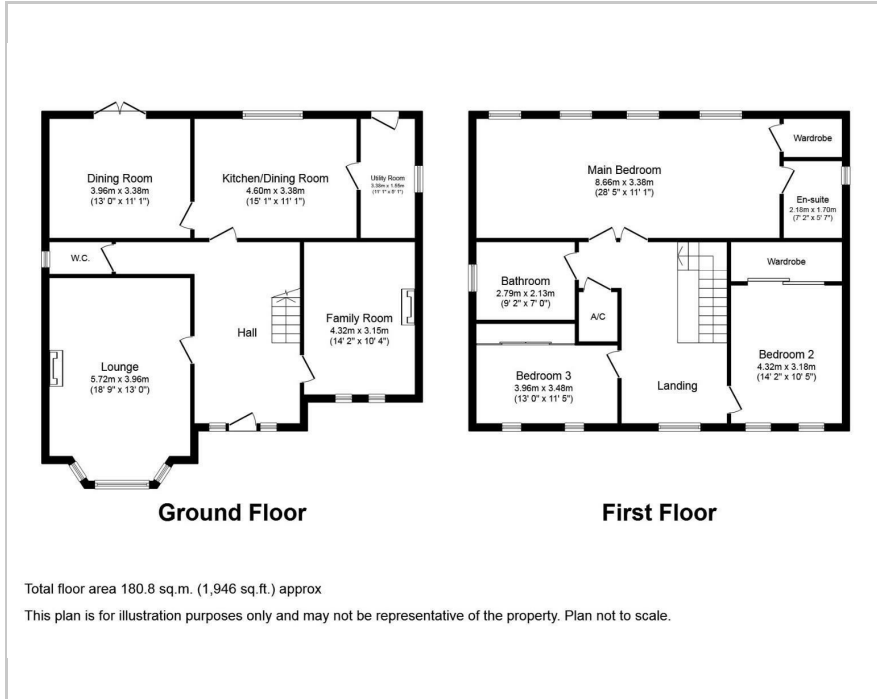 Dining Room
3.96m x 3.38m
(13' 0" x 11' 1")
Kitchen/Dining Room
4.60m x 3.38m
(15' 1" x 11' 1")
Utility Room
W.C.
Hall
Family Room
4.32m x 3.15m
(14' 2" x 10' 4")
Lounge
5.72m x 3.96m
(18' 9" x 13' 0")
Ground Floor
Main Bedroom
8.66m x 3.38m
(28' 5" x 11' 1")
Wardrobe
En-suite
2.18m x 1.70m
(7' 2" x 5' 7")
Bathroom
2.79m x 2.13m
(9' 2" x 7' 0")
A/C
Wardrobe
Bedroom 3
3.96m x 3.48m
(13' 0" x 11' 5")
Landing
Bedroom 2
4.32m x 3.18m
(14' 2" x 10' 5")
First Floor
Total floor area 180.8 sq.m. (1,946 sq.ft.) approx
This plan is for illustration purposes only and may not be representative of the property. Plan not to scale.